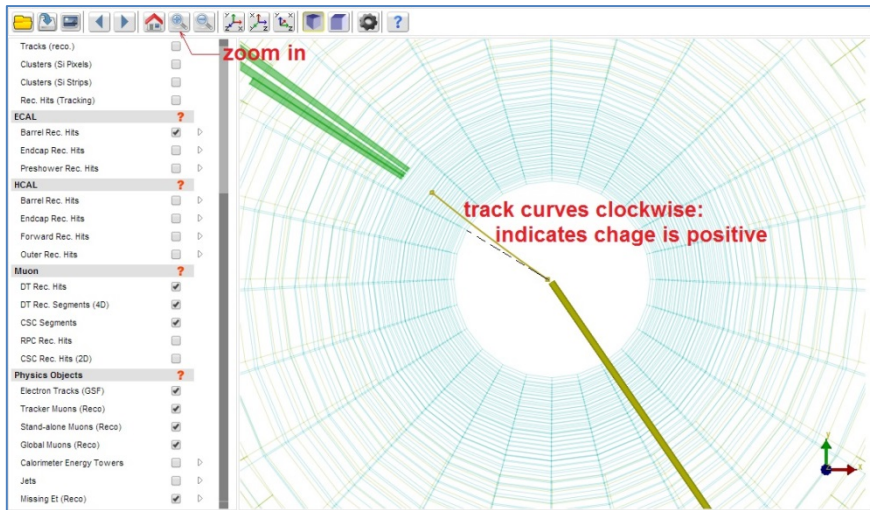 zoom in
Tracks (reco.)
Clusters (Si Pixels)
Clusters (Si Strips)
Rec. Hits (Tracking)
ECAL ?
Barrel Rec. Hits
Endcap Rec. Hits
Preshower Rec. Hits
HCAL ?
Barrel Rec. Hits
Endcap Rec. Hits
Forward Rec. Hits
Outer Rec. Hits
Muon ?
DT Rec. Hits
DT Rec. Segments (4D)
CSC Segments
RPC Rec. Hits
CSC Rec. Hits (2D)
Physics Objects ?
Electron Tracks (GSF)
Tracker Muons (Reco)
Stand-alone Muons (Reco)
Global Muons (Reco)
Calorimeter Energy Towers
Jets
Missing Et (Reco)
track curves clockwise:
indicates chage is positive
y
x